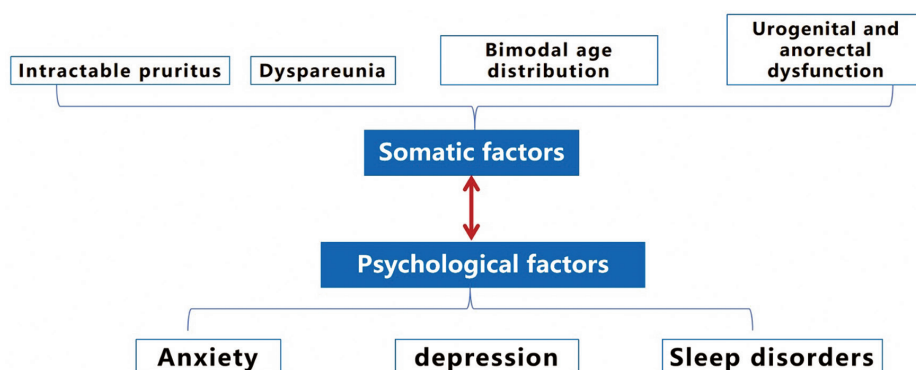 Intractable pruritus
Dyspareunia
Bimodal age
distribution
Urogenital and
anorectal
dysfunction
Somatic factors
Psychological factors
Anxiety
depression
Sleep disorders